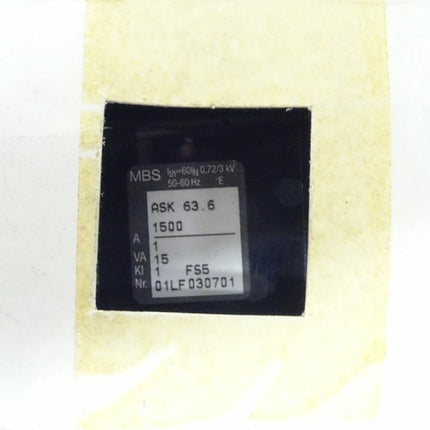 MBS Ith=60IN 0,72/3 kV
50-60 Hz E
ASK 63.6
1500
A
1
VA 15
Kl 1 FS5
Nr. 01LF030701